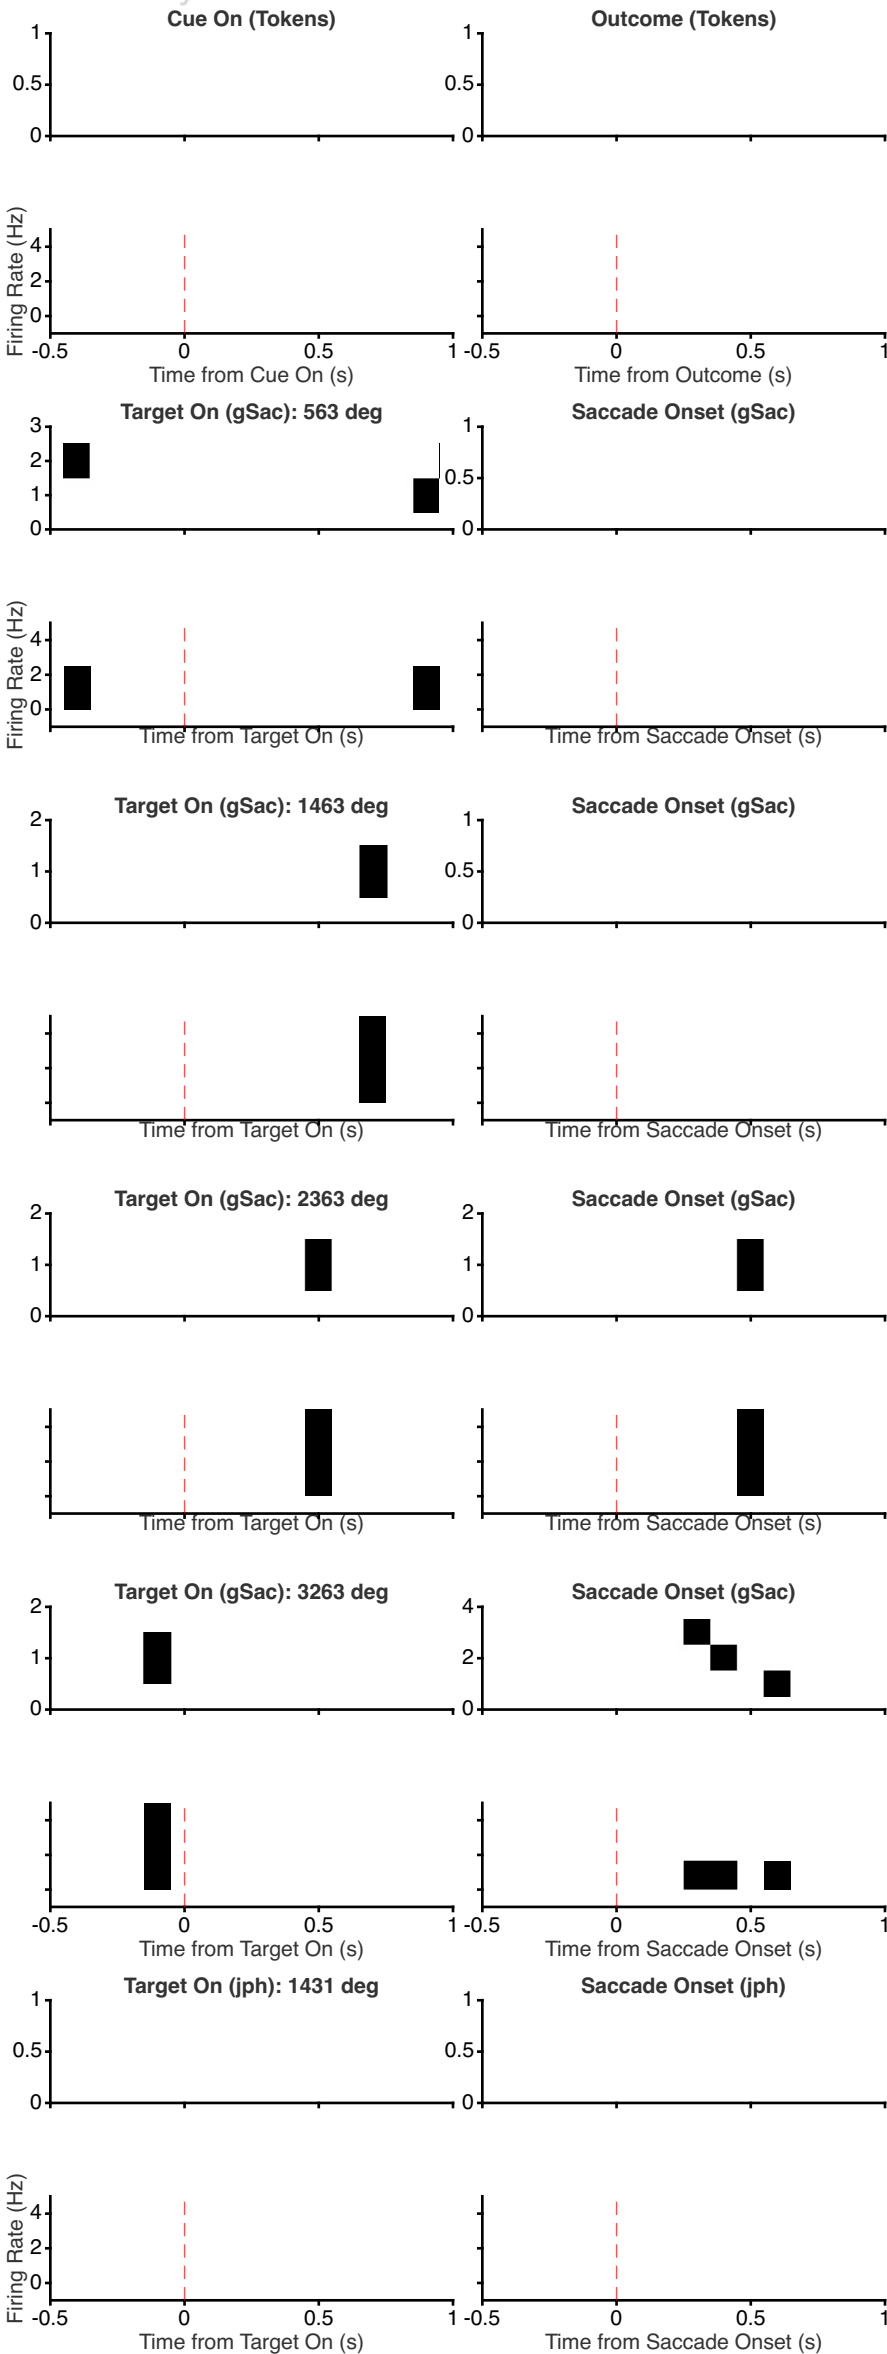 Cue On (Tokens) Outcome (Tokens)
1 1
0.5 0.5
0 0
Firing Rate (Hz)
4
2
0
-0.5 0 0.5 1 -0.5 0 0.5 1
Time from Cue On (s) Time from Outcome (s)
Target On (gSac): 563 deg Saccade Onset (gSac)
3 1
2
0.5
1
0 0
Firing Rate (Hz)
4
2
0
Time from Target On (s) Time from Saccade Onset (s)
Target On (gSac): 1463 deg Saccade Onset (gSac)
2 1
1 0.5
0 0
Time from Target On (s) Time from Saccade Onset (s)
Target On (gSac): 2363 deg Saccade Onset (gSac)
2 2
1 1
0 0
Time from Target On (s) Time from Saccade Onset (s)
Target On (gSac): 3263 deg Saccade Onset (gSac)
2 4
1 2
0 0
-0.5 0 0.5 1 -0.5 0 0.5 1
Time from Target On (s) Time from Saccade Onset (s)
Target On (jph): 1431 deg Saccade Onset (jph)
1 1
0.5 0.5
0 0
Firing Rate (Hz)
4
2
0
-0.5 0 0.5 1 -0.5 0 0.5 1
Time from Target On (s) Time from Saccade Onset (s)